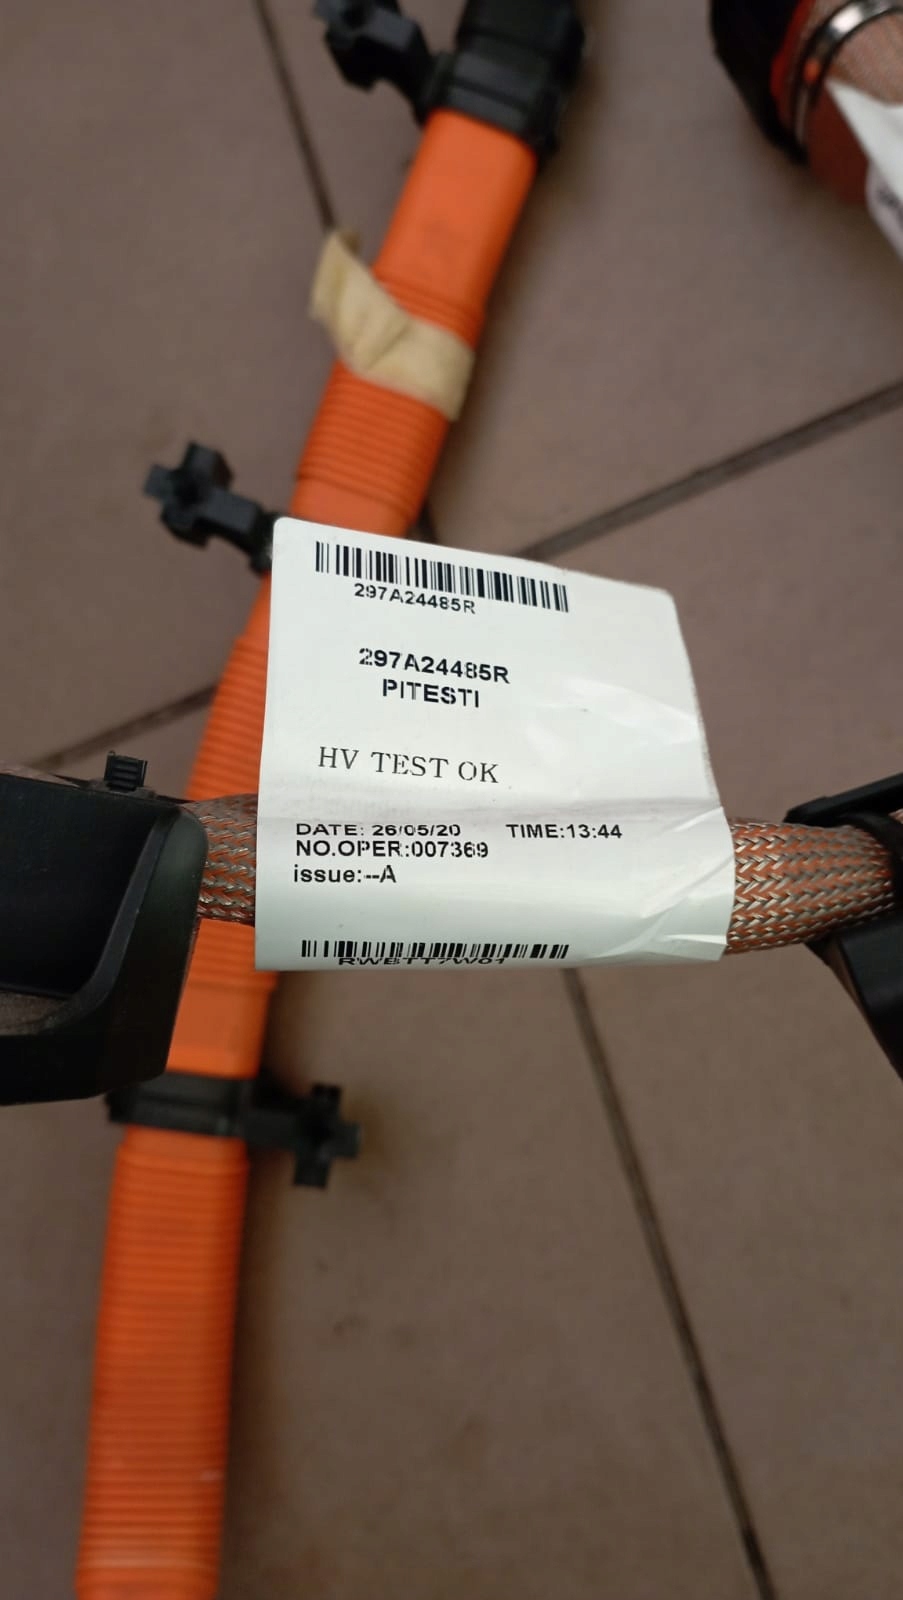 297A24485R
297A24485R
PITESTI
HV TEST OK
DATE: 26/05/20 TIME:13:44
NO.OPER:007369
issue:--A